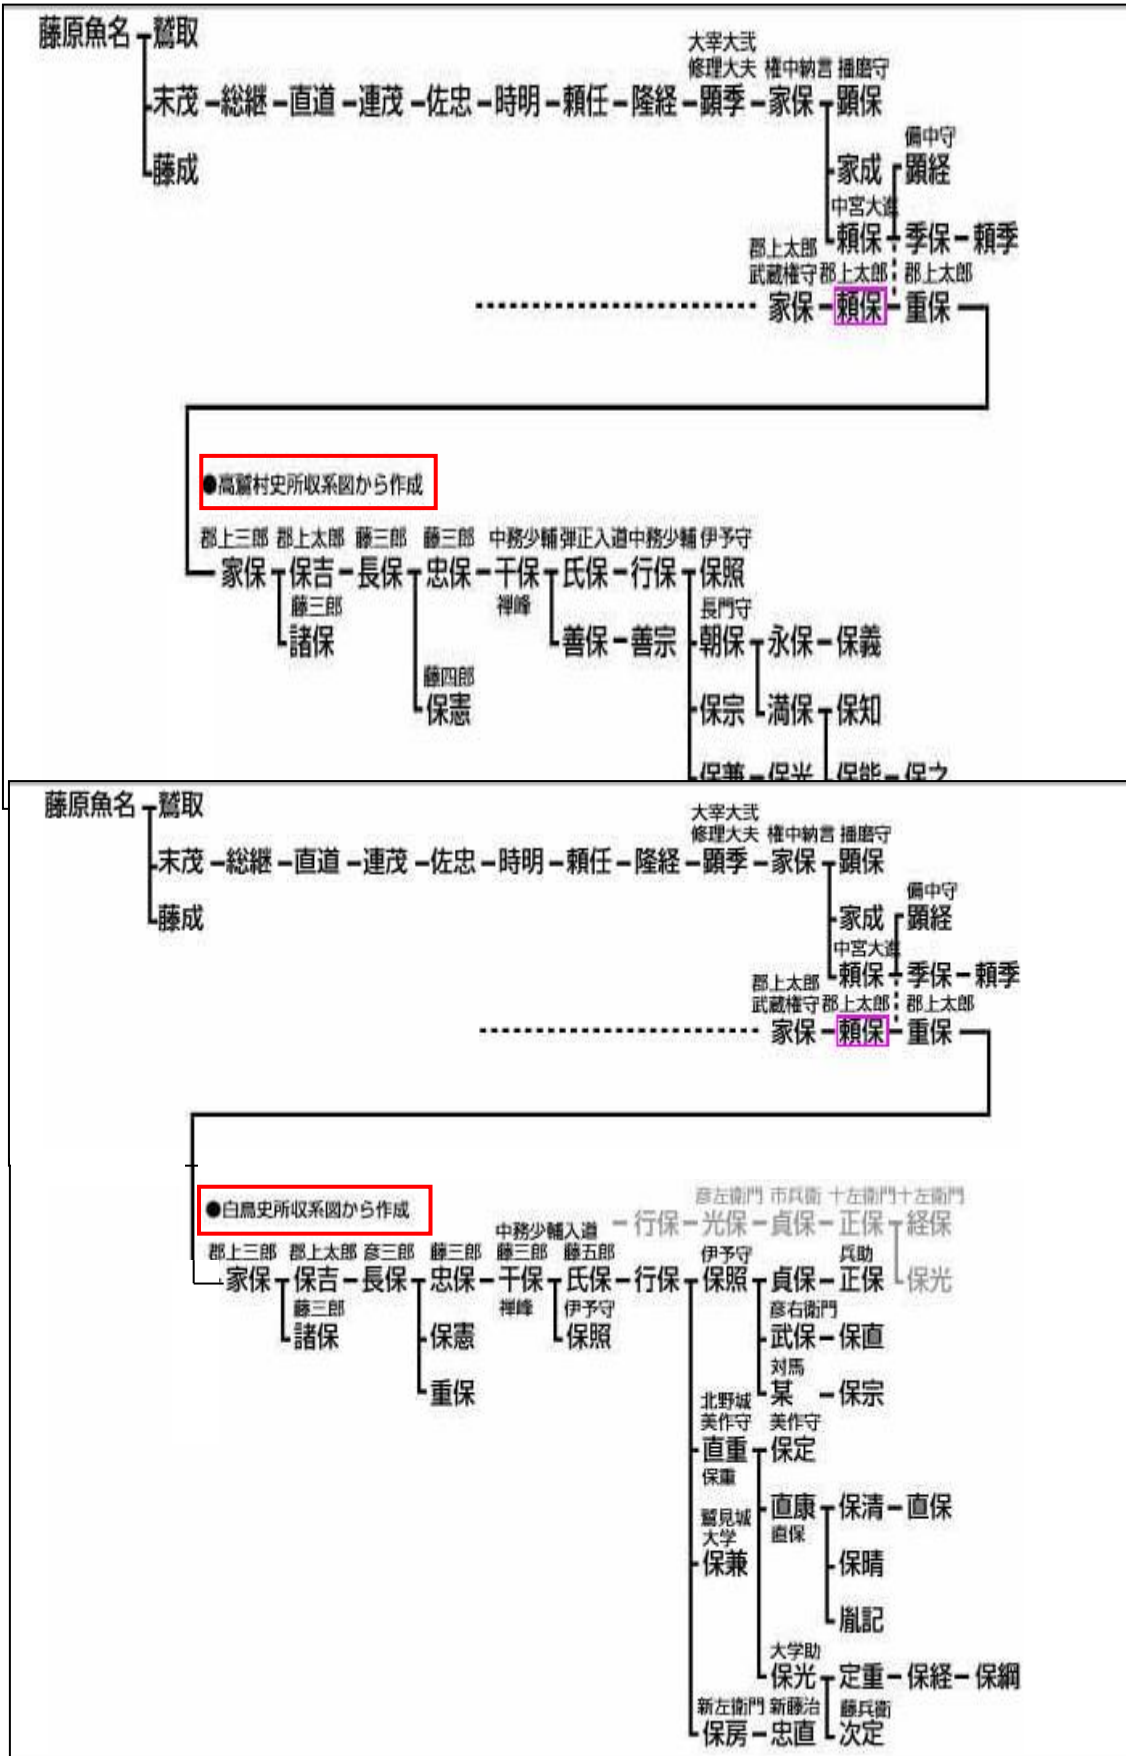 藤原魚名 鷲取
大宰大弐
修理大夫 権中納言 播磨守
末茂 総継 直道 連茂 佐忠 時明 頼任 隆経 顕季 家保 顕保
備中守
藤成 家成 顕経
中宮大進
頼保 季保 頼季
郡上太郎
武蔵権守 郡上太郎 郡上太郎
家保 頼保 重保
●高鷲村史所収系図から作成
郡上三郎 郡上太郎 藤三郎 藤三郎 中務少輔 弾正入道 中務少輔 伊予守
家保 保吉 長保 忠保 干保 氏保 行保 保照
藤三郎 禅峰 長門守
諸保 善保 善宗 朝保 永保 保義
藤四郎
保憲 保宗 満保 保知
保兼 保光 保能 保之
藤原魚名 鷲取
大宰大弐
修理大夫 権中納言 播磨守
末茂 総継 直道 連茂 佐忠 時明 頼任 隆経 顕季 家保 顕保
備中守
藤成 家成 顕経
中宮大進
頼保 季保 頼季
郡上太郎
武蔵権守 郡上太郎 郡上太郎
家保 頼保 重保
●白鳥史所収系図から作成
彦左衛門 市兵衛 十左衛門 十左衛門
行保 光保 貞保 正保 経保
中務少輔入道
郡上三郎 郡上太郎 彦三郎 藤三郎 藤三郎 藤五郎 伊予守 兵助
家保 保吉 長保 忠保 干保 氏保 行保 保照 貞保 正保 保光
藤三郎 禅峰 伊予守 彦右衛門
諸保 保憲 保照 武保 保直
対馬
重保 某 保宗
北野城
美作守 美作守
直重 保定
保重
鷲見城 直康 保清 直保
大学 直保
保兼 保晴
胤記
大学助
保光 定重 保経 保綱
新左衛門 新藤治 藤兵衛
保房 忠直 次定